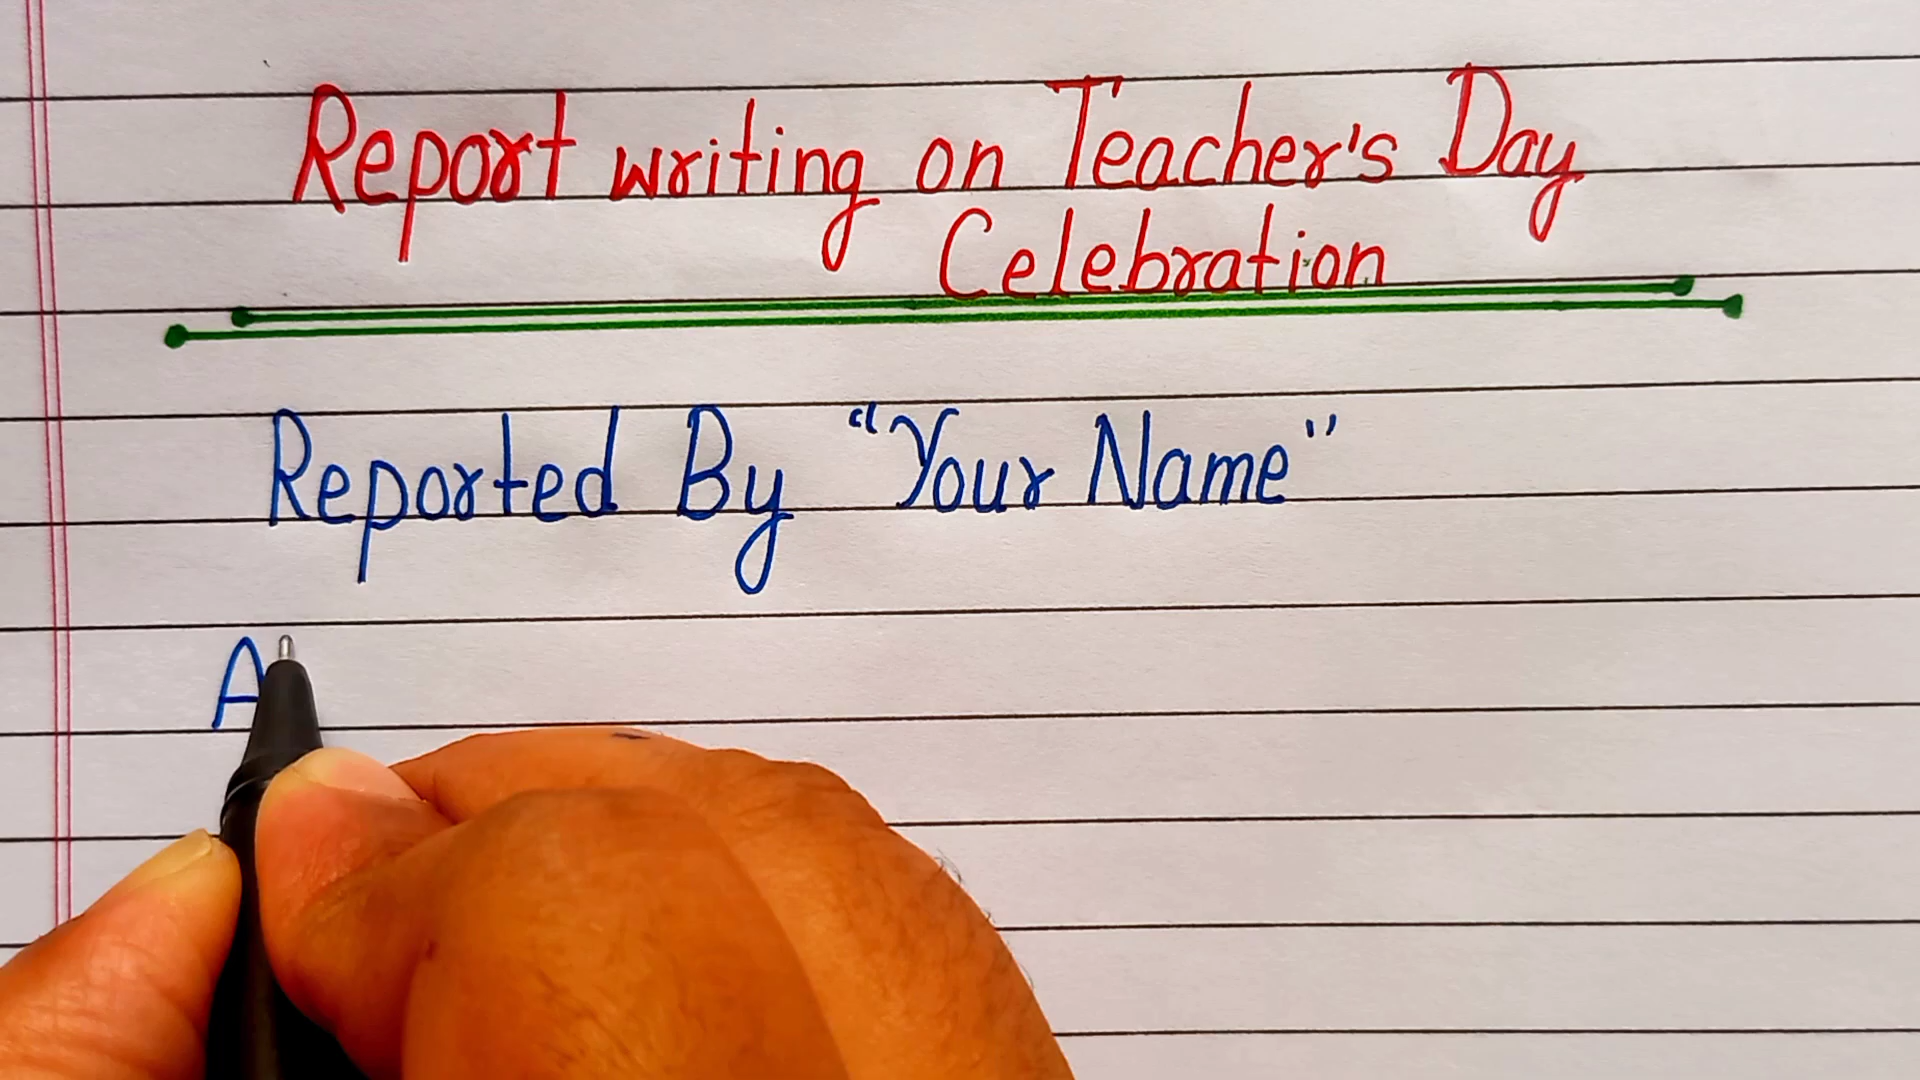 Report writing on Teacher's Day
Celebration
Reported By "Your Name"
A